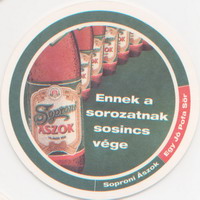 Soproni
ÁSZOK
Ennek a
sorozatnak
sosincs
vége
Soproni Ászok
Egy Jó Pofa Sör